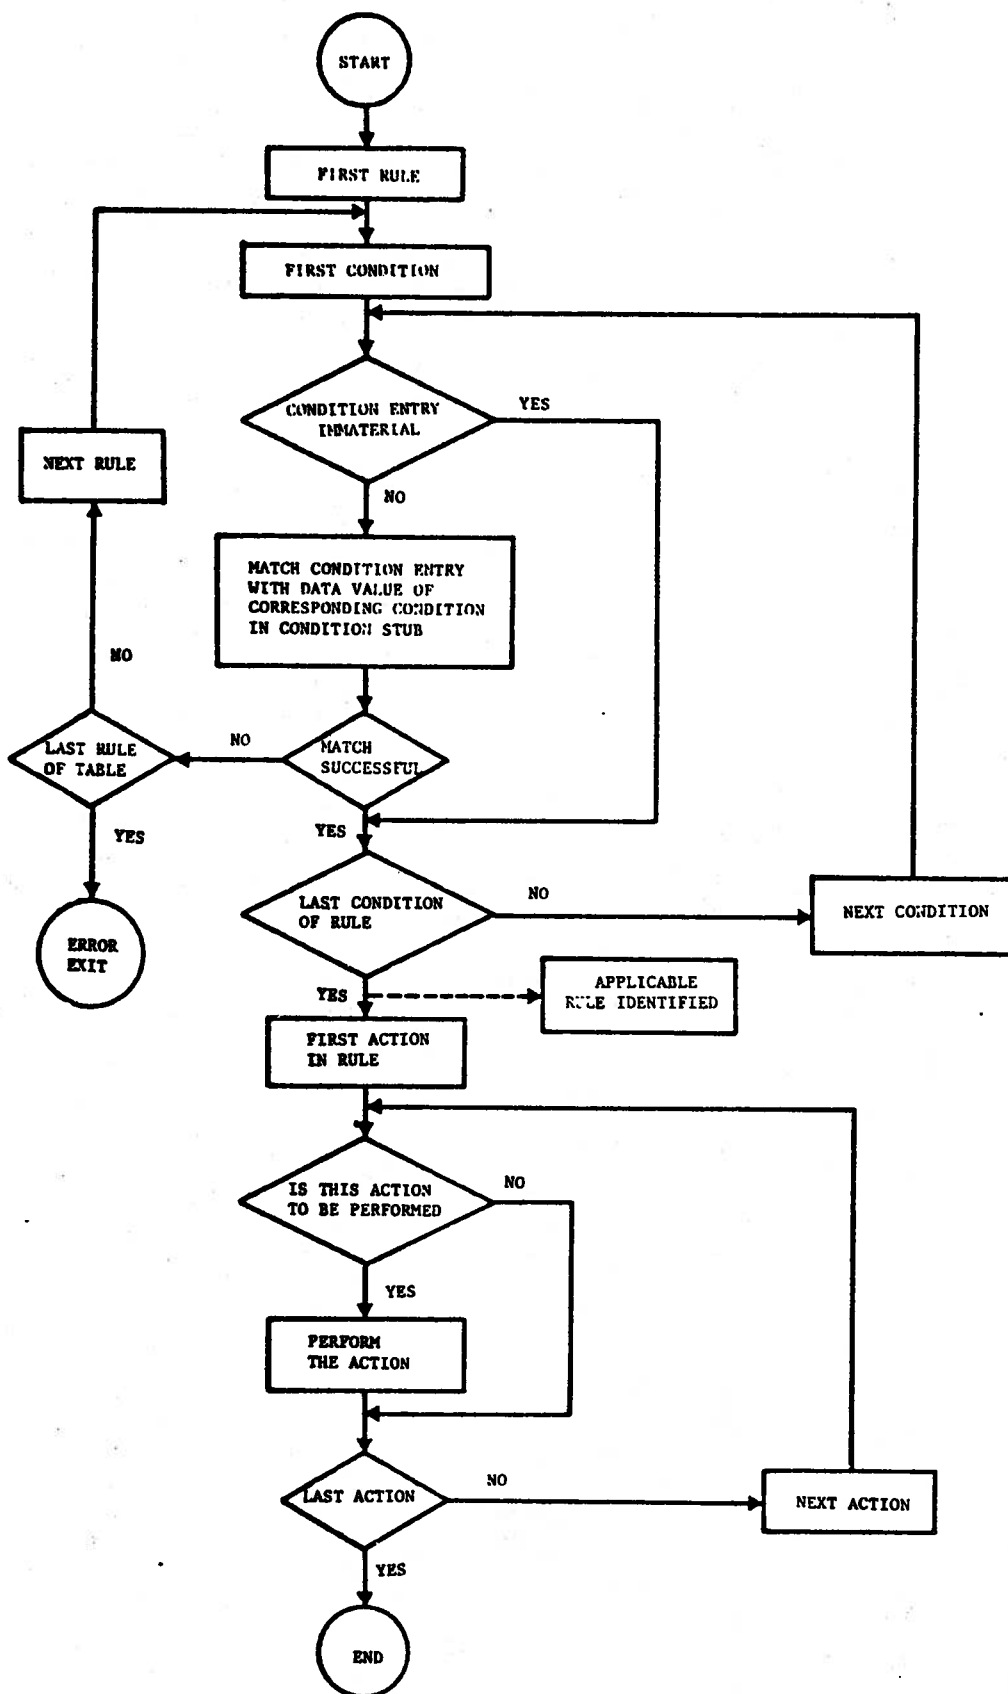 START
FIRST RULE
FIRST CONDITION
CONDITION ENTRY
IMMATERIAL
YES
NEXT RULE
NO
MATCH CONDITION ENTRY
WITH DATA VALUE OF
CORRESPONDING CONDITION
IN CONDITION STUB
NO
LAST RULE
OF TABLE
NO
MATCH
SUCCESSFUL
YES
YES
LAST CONDITION
OF RULE
NO
NEXT CONDITION
ERROR
EXIT
YES
APPLICABLE
RULE IDENTIFIED
FIRST ACTION
IN RULE
IS THIS ACTION
TO BE PERFORMED
NO
YES
PERFORM
THE ACTION
LAST ACTION
NO
NEXT ACTION
YES
END